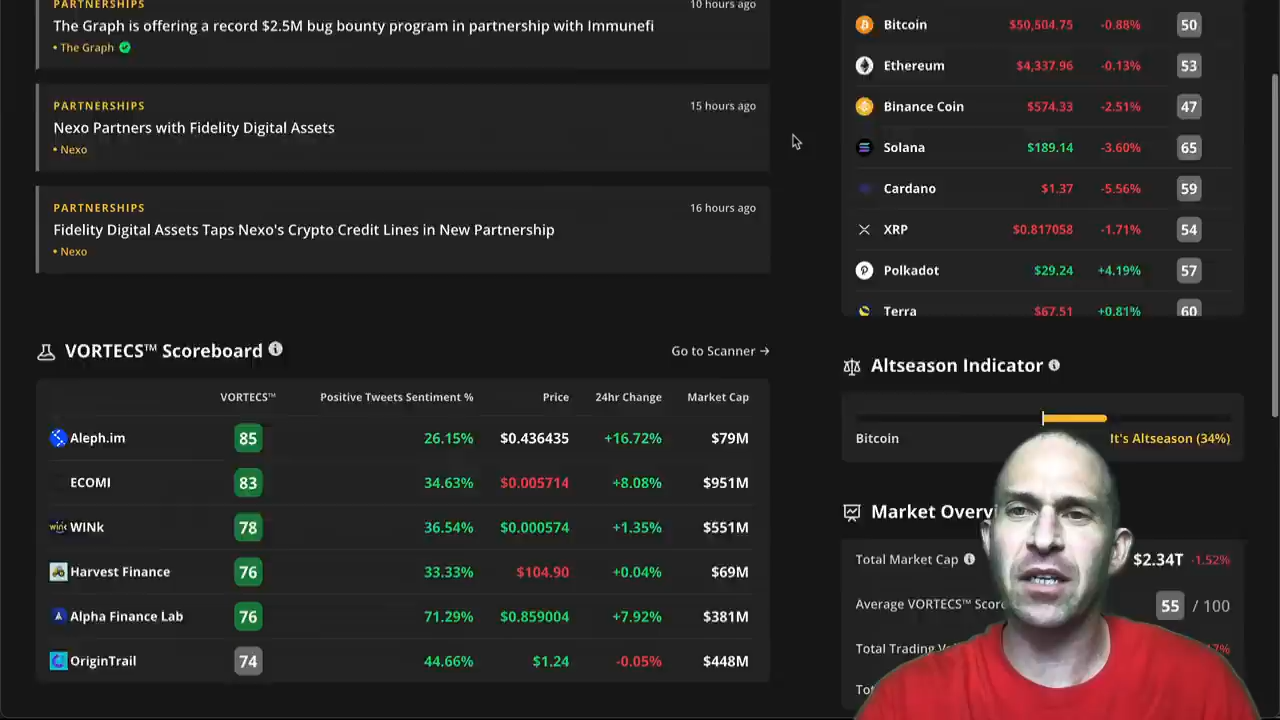 PARTNERSHIPS 10 hours ago
The Graph is offering a record $2.5M bug bounty program in partnership with Immunefi
• The Graph
PARTNERSHIPS 15 hours ago
Nexo Partners with Fidelity Digital Assets
• Nexo
PARTNERSHIPS 16 hours ago
Fidelity Digital Assets Taps Nexo's Crypto Credit Lines in New Partnership
• Nexo
VORTECS™ Scoreboard Go to Scanner →
VORTECS™ Positive Tweets Sentiment % Price 24hr Change Market Cap
Aleph.im 85 26.15% $0.436435 +16.72% $79M
ECOMI 83 34.63% $0.005714 +8.08% $951M
WINk 78 36.54% $0.000574 +1.35% $551M
Harvest Finance 76 33.33% $104.90 +0.04% $69M
Alpha Finance Lab 76 71.29% $0.859004 +7.92% $381M
OriginTrail 74 44.66% $1.24 -0.05% $448M
Bitcoin $50,504.75 -0.88% 50
Ethereum $4,337.96 -0.13% 53
Binance Coin $574.33 -2.51% 47
Solana $189.14 -3.60% 65
Cardano $1.37 -5.56% 59
XRP $0.817058 -1.71% 54
Polkadot $29.24 +4.19% 57
Terra $67.51 +0.81% 60
Altseason Indicator
Bitcoin It's Altseason (34%)
Market Overv
Total Market Cap $2.34T -1.52%
Average VORTECS™ Score 55 / 100
Total Trading